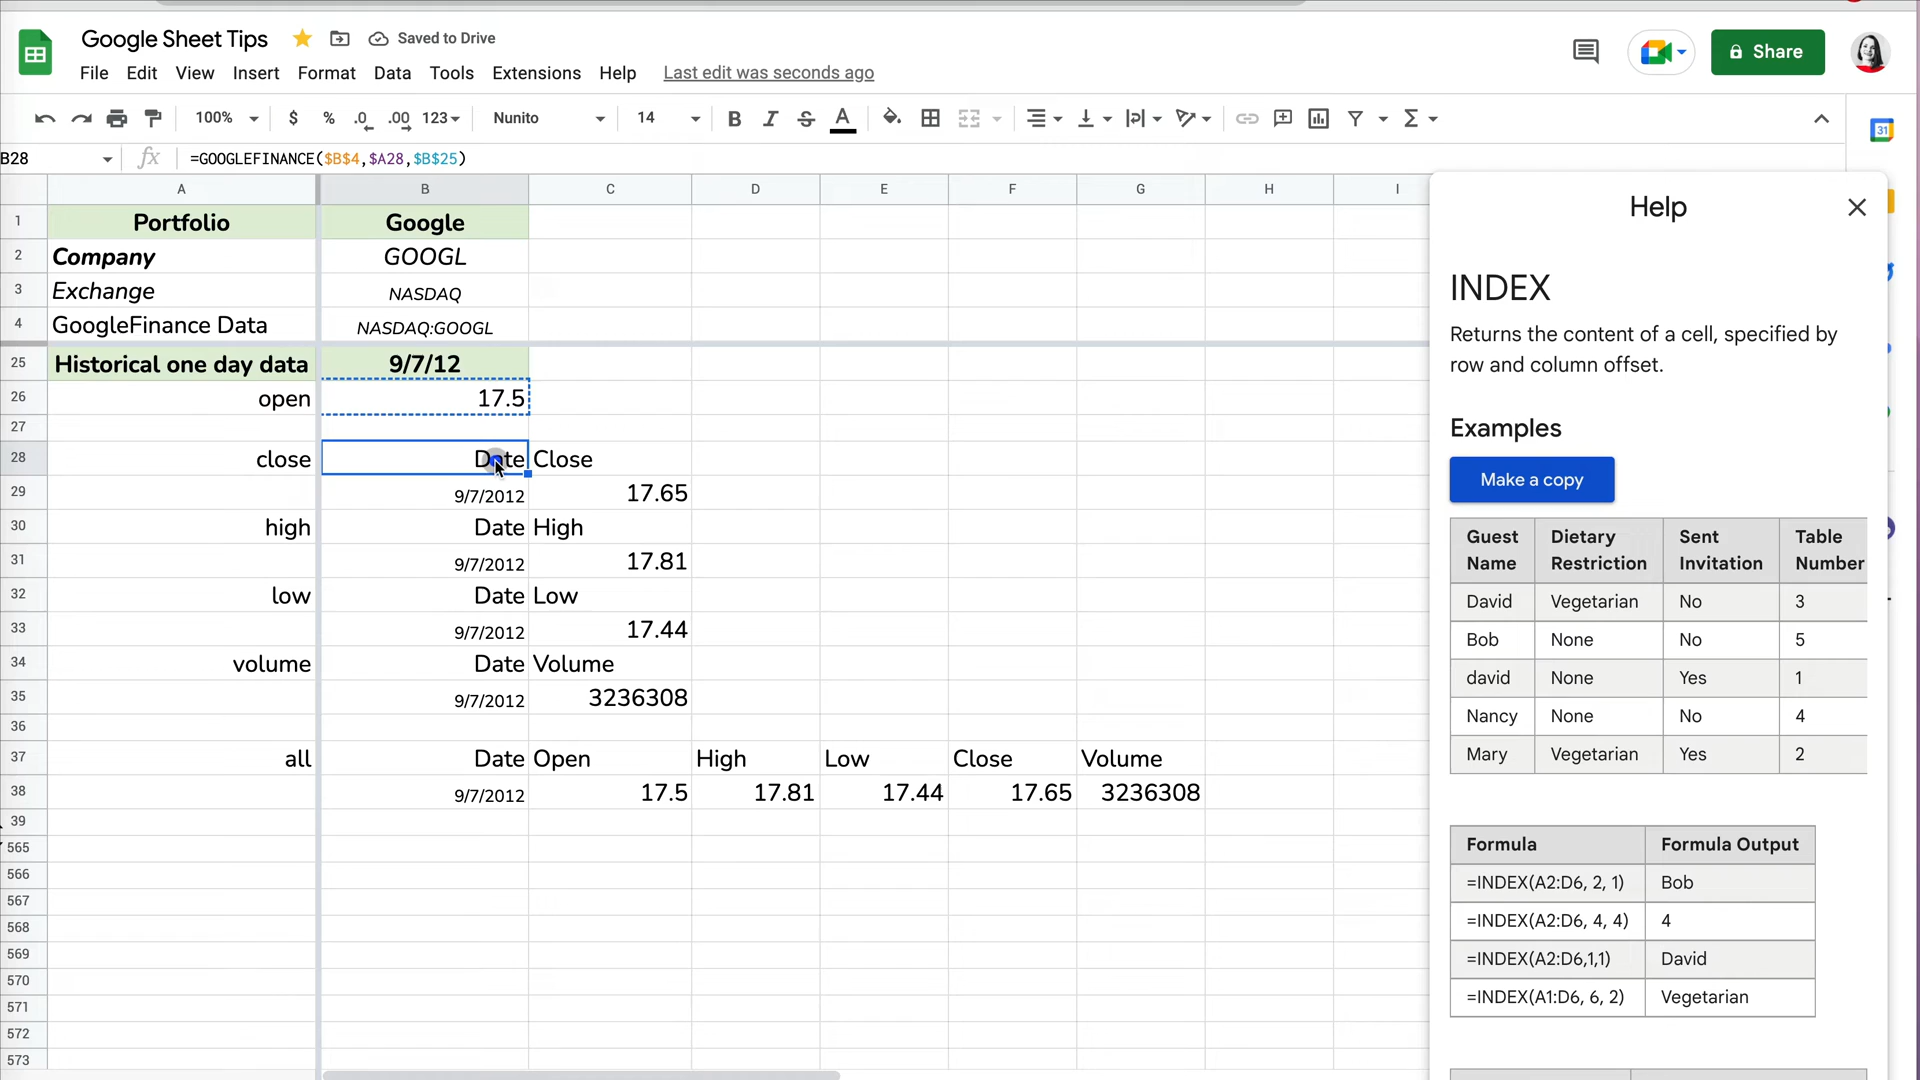 Google Sheet Tips Saved to Drive
Share
File Edit View Insert Format Data Tools Extensions Help Last edit was seconds ago
100% $ % .0 .00 123 Nunito 14 B I S A Σ
31
B28 fx =GOOGLEFINANCE($B$4,$A28,$B$25)
A B C D E F G H I
1 Portfolio Google
2 Company GOOGL
3 Exchange NASDAQ
4 GoogleFinance Data NASDAQ:GOOGL
25 Historical one day data 9/7/12
26 open 17.5
27
28 close Date Close
29 9/7/2012 17.65
30 high Date High
31 9/7/2012 17.81
32 low Date Low
33 9/7/2012 17.44
34 volume Date Volume
35 9/7/2012 3236308
36
37 all Date Open High Low Close Volume
38 9/7/2012 17.5 17.81 17.44 17.65 3236308
39
565
566
567
568
569
570
571
572
573
Help
INDEX
Returns the content of a cell, specified by
row and column offset.
Examples
Make a copy
Guest Dietary Sent Table
Name Restriction Invitation Number
David Vegetarian No 3
Bob None No 5
david None Yes 1
Nancy None No 4
Mary Vegetarian Yes 2
Formula Formula Output
=INDEX(A2:D6, 2, 1) Bob
=INDEX(A2:D6, 4, 4) 4
=INDEX(A2:D6,1,1) David
=INDEX(A1:D6, 6, 2) Vegetarian